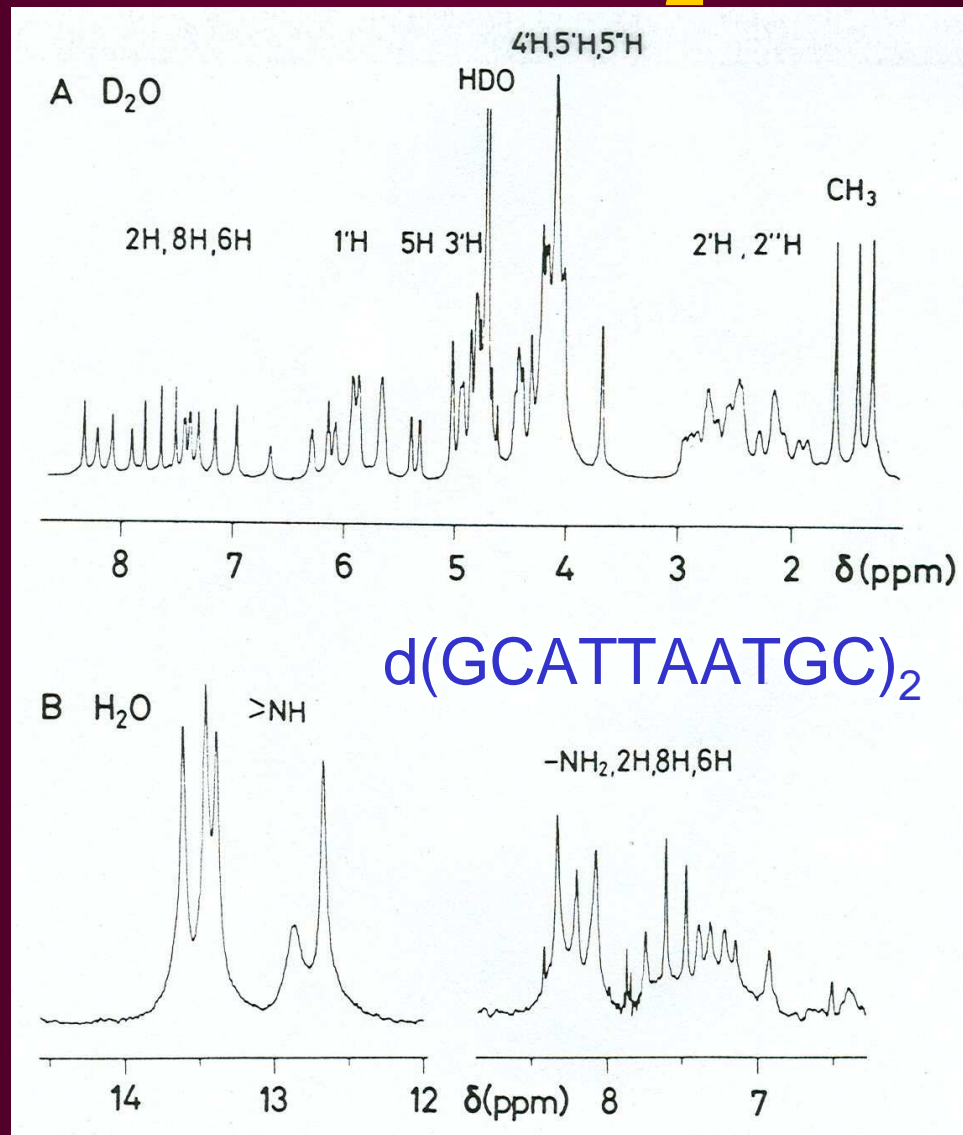 4'H,5'H,5"H
A D₂O
HDO
CH₃
2H, 8H, 6H 1'H 5H 3'H 2'H, 2''H
8 7 6 5 4 3 2 δ(ppm)
d(GCATTAATGC)₂
B H₂O >NH
-NH₂,2H,8H,6H
14 13 12 δ(ppm) 8 7